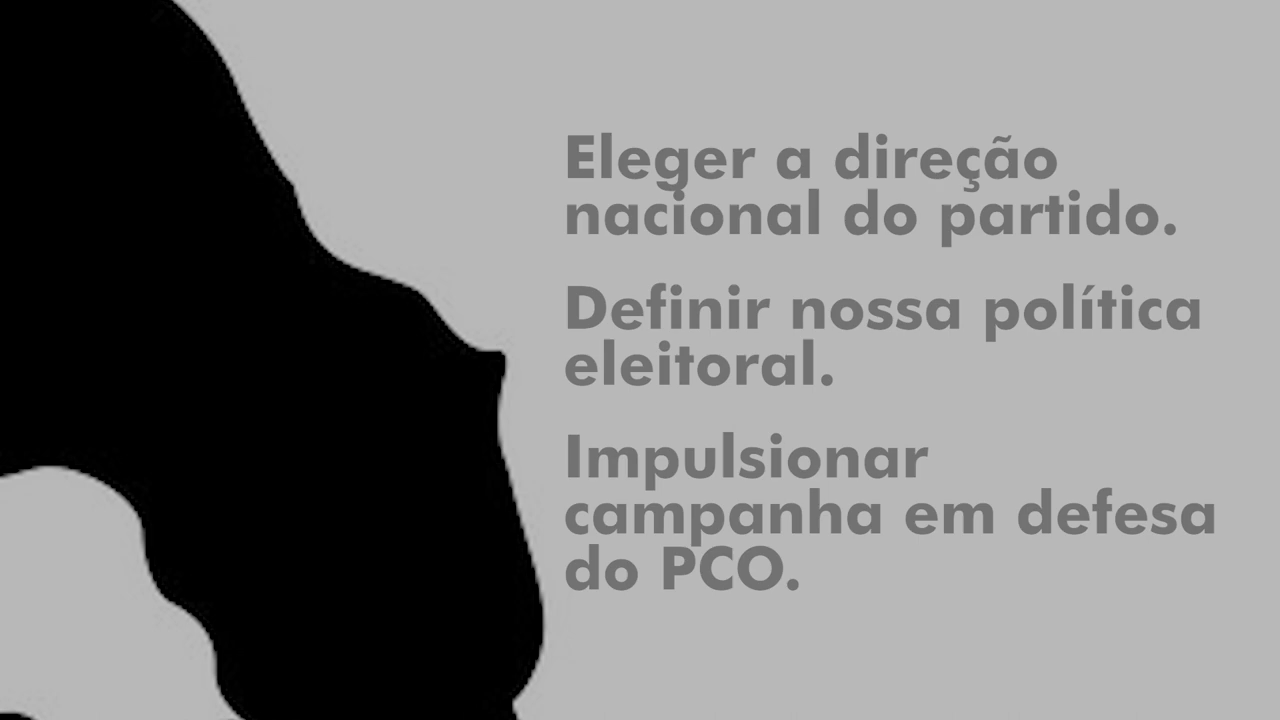 Eleger a direção
nacional do partido.
Definir nossa política
eleitoral.
Impulsionar
campanha em defesa
do PCO.